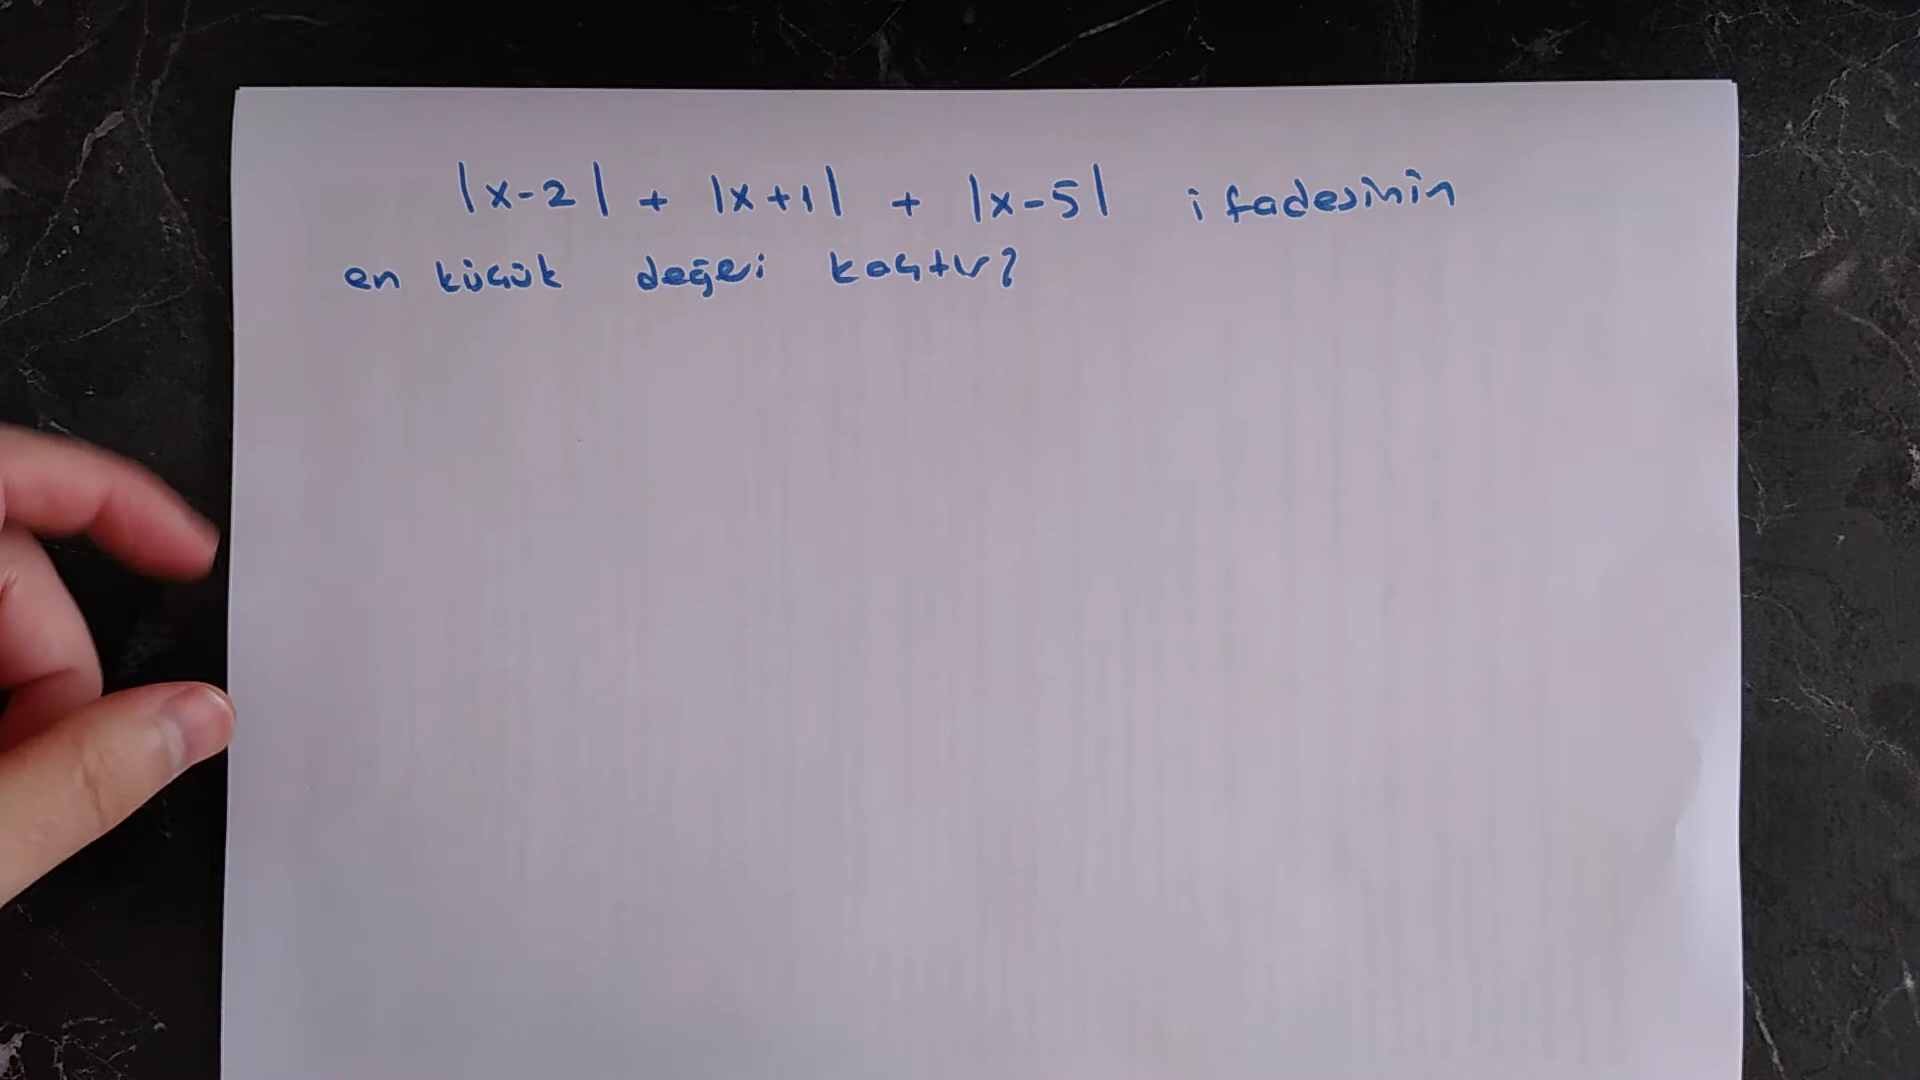 |x-2| + |x+1| + |x-5| ifadesinin
en küçük değeri kaçtır?